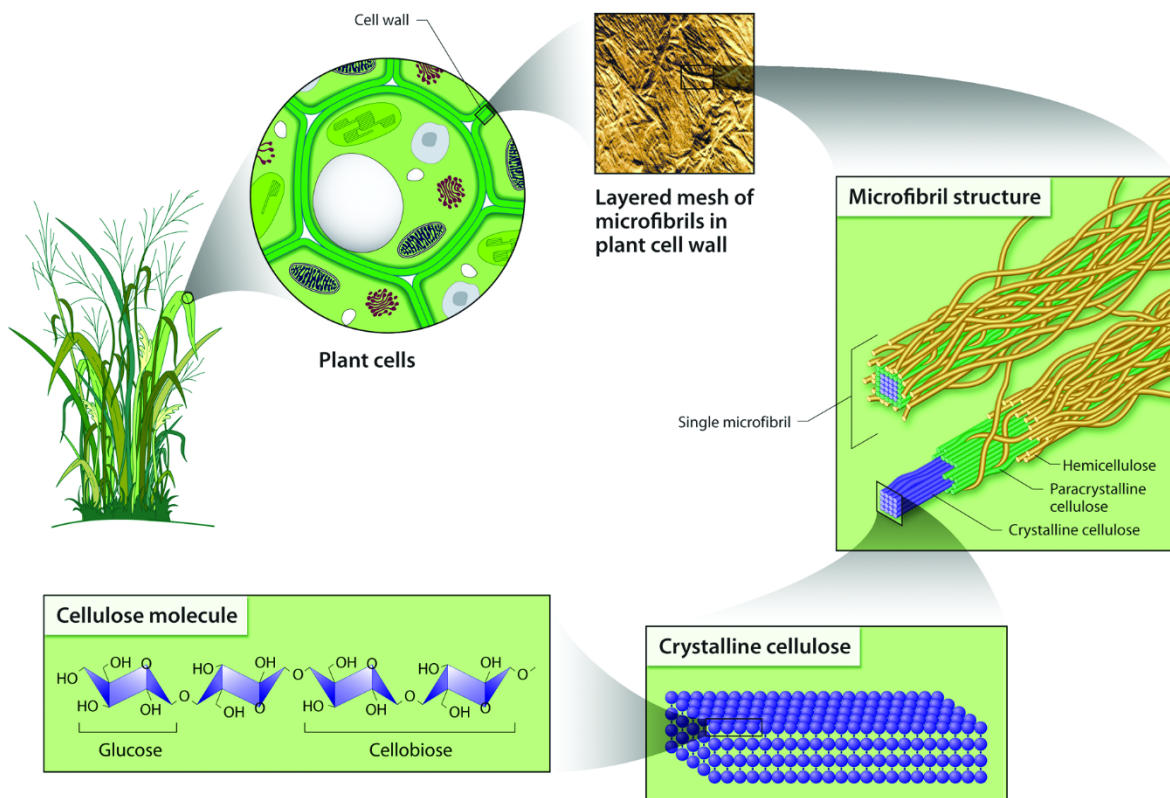 Cell wall
Layered mesh of
microfibrils in
plant cell wall
Plant cells
Microfibril structure
Single microfibril
Hemicellulose
Paracrystalline
cellulose
Crystalline cellulose
Cellulose molecule
HO
OH
O
HO
OH
O
HO
OH
O
OH
O
HO
OH
O
HO
OH
O
HO
OH
O
OH
O
Glucose
Cellobiose
Crystalline cellulose